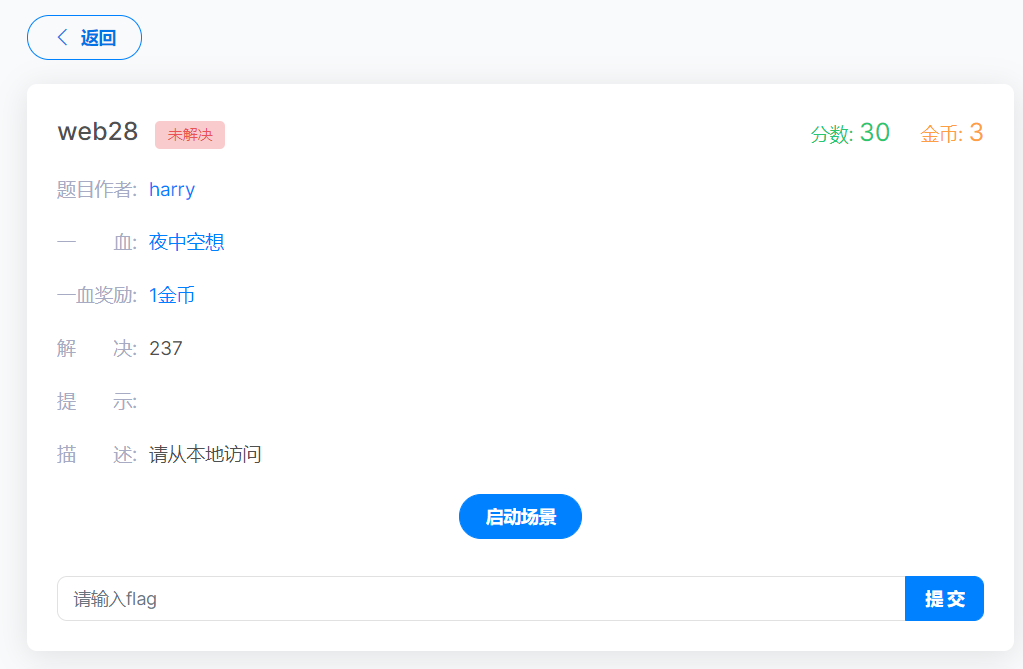 返回
web28 未解决 分数: 30 金币: 3
题目作者: harry
一 血: 夜中空想
一血奖励: 1金币
解 决: 237
提 示:
描 述: 请从本地访问
启动场景
请输入flag 提交